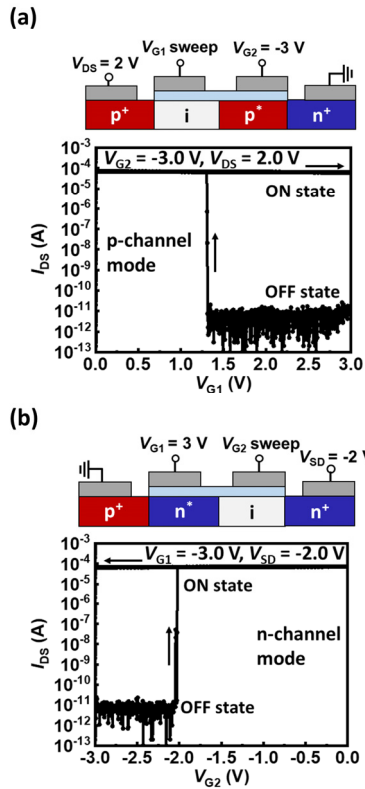 (a)
V_G1 sweep V_G2 = -3 V
V_DS = 2 V
p⁺ i p* n⁺
V_G2 = -3.0 V, V_DS = 2.0 V
10⁻³
10⁻⁴
10⁻⁵
10⁻⁶
10⁻⁷
10⁻⁸
10⁻⁹
10⁻¹⁰
10⁻¹¹
10⁻¹²
10⁻¹³
I_DS (A)
ON state
p-channel
mode
OFF state
0.0 0.5 1.0 1.5 2.0 2.5 3.0
V_G1 (V)
(b)
V_G1 = 3 V V_G2 sweep
V_SD = -2 V
p⁺ n* i n⁺
V_G1 = -3.0 V, V_SD = -2.0 V
10⁻³
10⁻⁴
10⁻⁵
10⁻⁶
10⁻⁷
10⁻⁸
10⁻⁹
10⁻¹⁰
10⁻¹¹
10⁻¹²
10⁻¹³
I_DS (A)
ON state
n-channel
mode
OFF state
-3.0 -2.5 -2.0 -1.5 -1.0 -0.5 0.0
V_G2 (V)